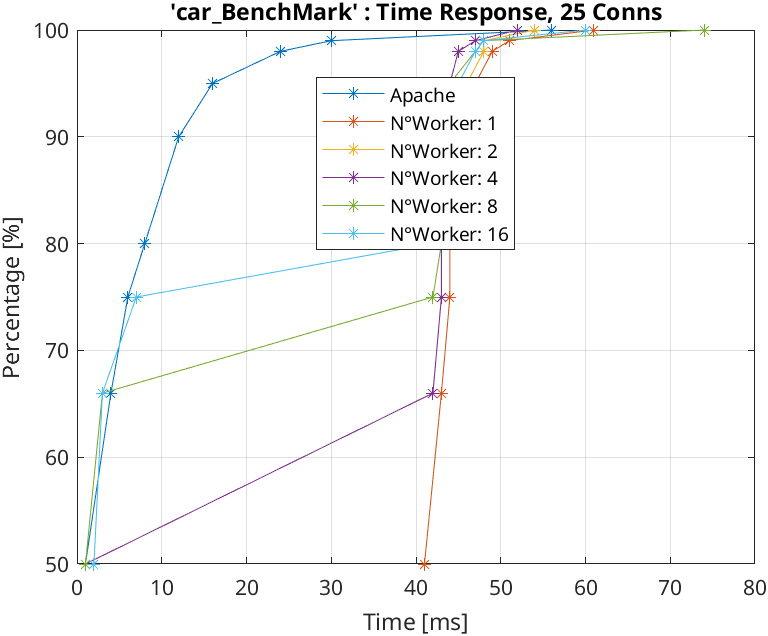 'car_BenchMark' : Time Response, 25 Conns
100
90
80
70
60
50
Percentage [%]
Apache
N°Worker: 1
N°Worker: 2
N°Worker: 4
N°Worker: 8
N°Worker: 16
0 10 20 30 40 50 60 70 80
Time [ms]